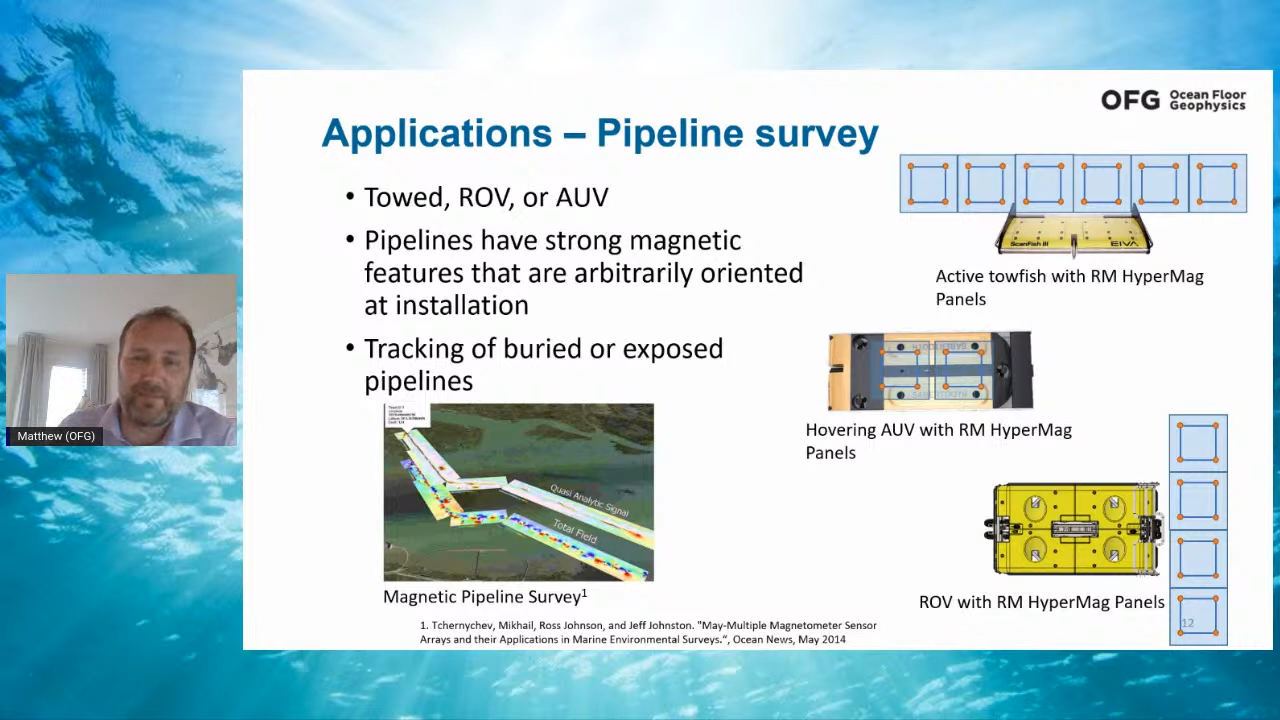 OFG Ocean Floor
Geophysics
Applications – Pipeline survey
• Towed, ROV, or AUV
• Pipelines have strong magnetic
features that are arbitrarily oriented
at installation
• Tracking of buried or exposed
pipelines
ScanFish III
EIVA
Active towfish with RM HyperMag
Panels
Hovering AUV with RM HyperMag
Panels
Matthew (OFG)
Quasi Analytic Signal
Total Field
Magnetic Pipeline Survey1
ROV with RM HyperMag Panels
12
1. Tchernychev, Mikhail, Ross Johnson, and Jeff Johnston. "May-Multiple Magnetometer Sensor
Arrays and their Applications in Marine Environmental Surveys.“, Ocean News, May 2014